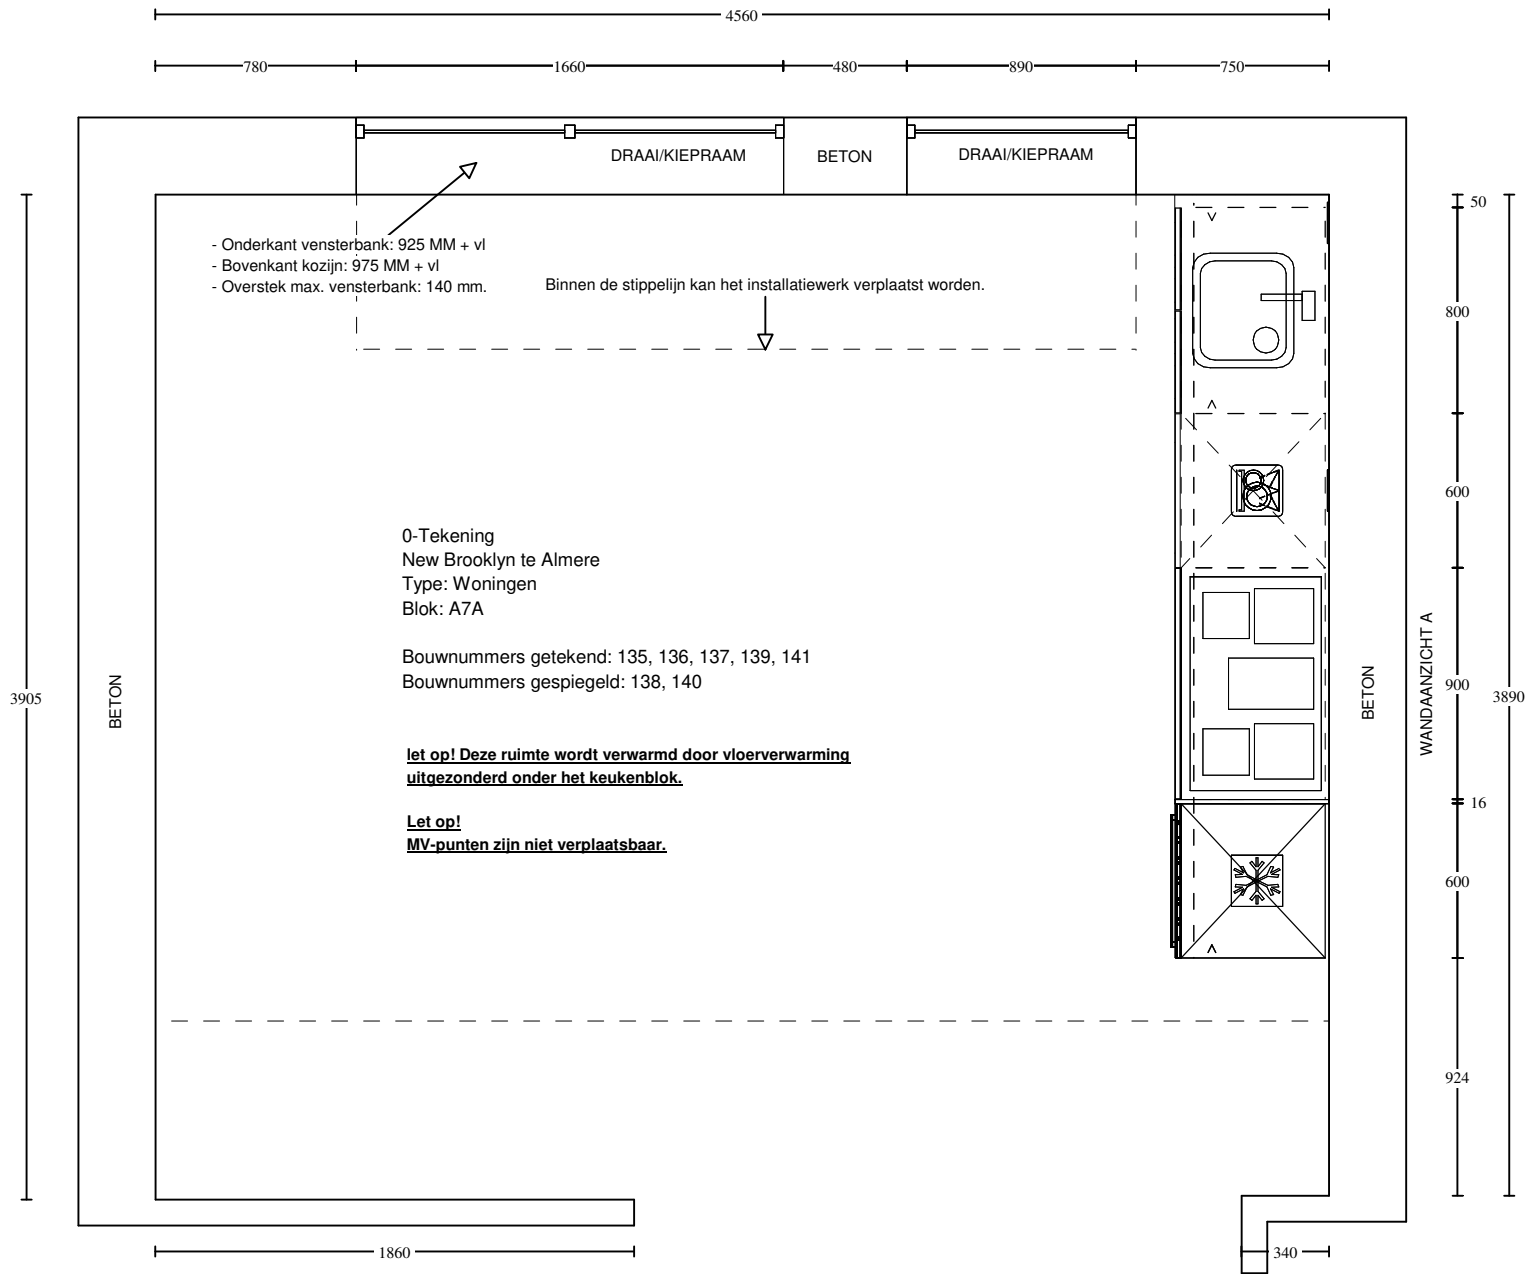 4560
780 1660 480 890 750
DRAAI/KIEPRAAM BETON DRAAI/KIEPRAAM
- Onderkant vensterbank: 925 MM + vl
- Bovenkant kozijn: 975 MM + vl
- Overstek max. vensterbank: 140 mm.
Binnen de stippelijn kan het installatiewerk verplaatst worden.
0-Tekening
New Brooklyn te Almere
Type: Woningen
Blok: A7A
Bouwnummers getekend: 135, 136, 137, 139, 141
Bouwnummers gespiegeld: 138, 140
let op! Deze ruimte wordt verwarmd door vloerverwarming
uitgezonderd onder het keukenblok.
Let op!
MV-punten zijn niet verplaatsbaar.
3905
BETON
BETON
WANDAANZICHT A
50
800
600
900
16
600
924
3890
1860
340